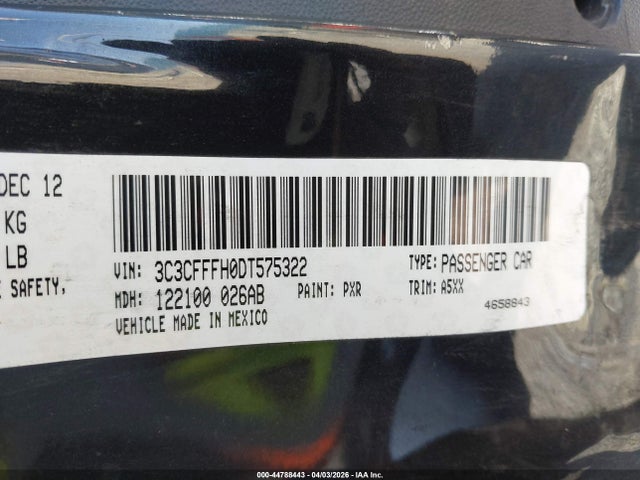 DEC 12
KG
LB
SAFETY,
VIN: 3C3CFFFH0DT575322 TYPE: PASSENGER CAR
MDH: 122100 026AB PAINT: PXR TRIM: A5XX
VEHICLE MADE IN MEXICO 4658843
000-44788443 - 04/03/2026 - IAA Inc.